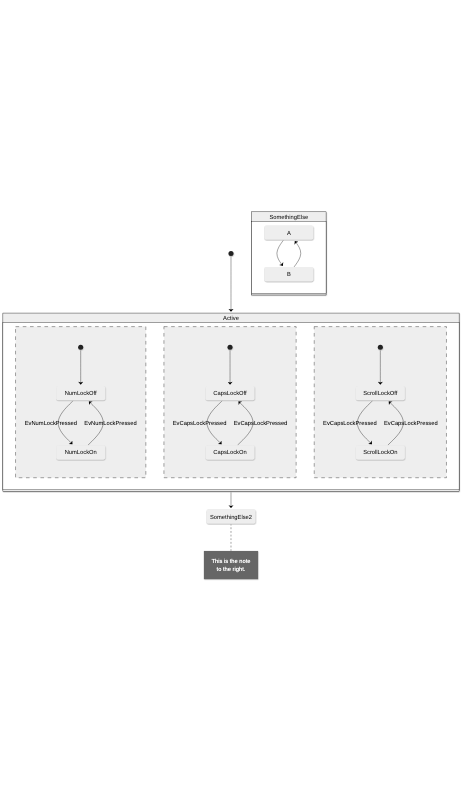 SomethingElse
A
B
Active
NumLockOff
CapsLockOff
ScrollLockOff
EvNumLockPressed
EvNumLockPressed
EvCapsLockPressed
EvCapsLockPressed
EvCapsLockPressed
EvCapsLockPressed
NumLockOn
CapsLockOn
ScrollLockOn
SomethingElse2
This is the note
to the right.